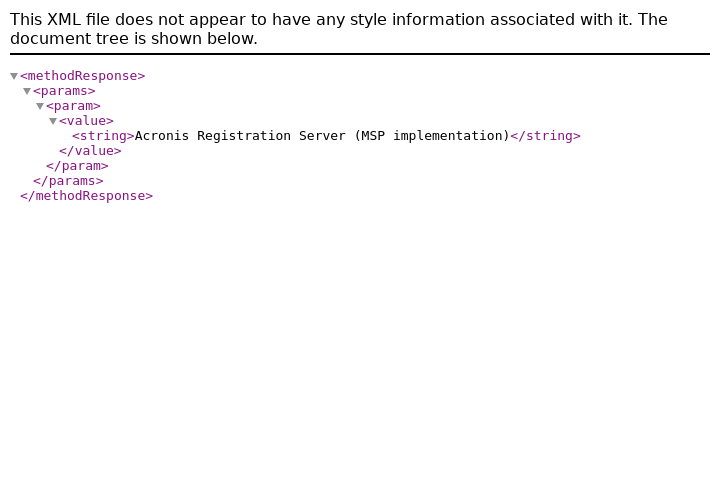 This XML file does not appear to have any style information associated with it. The
document tree is shown below.
<methodResponse>
<params>
<param>
<value>
<string>Acronis Registration Server (MSP implementation)</string>
</value>
</param>
</params>
</methodResponse>